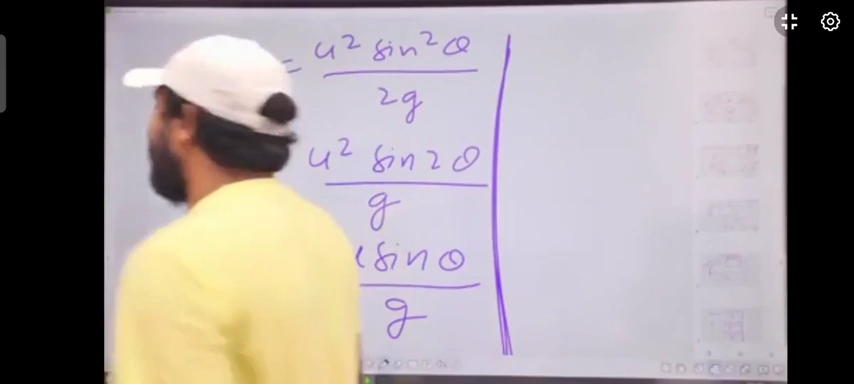 = u² sin²θ
2g
u² sin2θ
g
sinθ
g